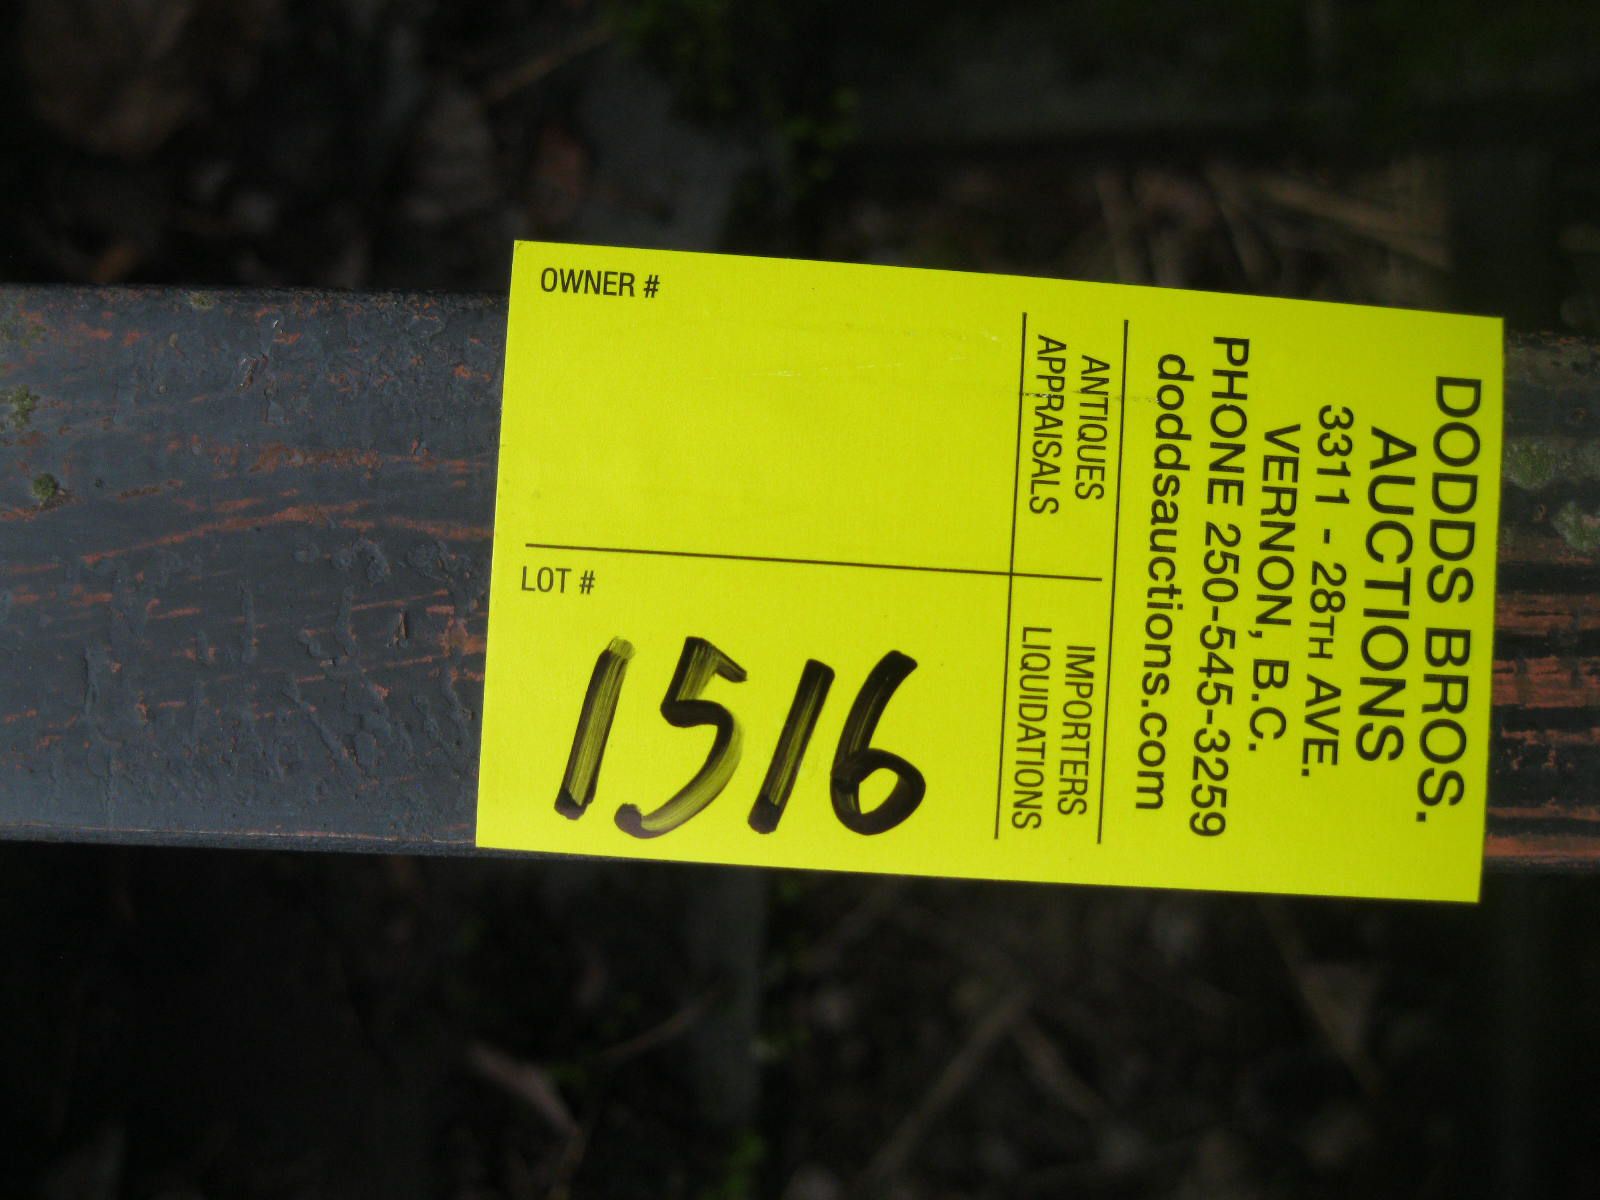 DODDS BROS.
AUCTIONS
3311 - 28TH AVE.
VERNON, B.C.
PHONE 250-545-3259
doddsauctions.com
ANTIQUES
APPRAISALS
IMPORTERS
LIQUIDATIONS
OWNER #
LOT #
1516